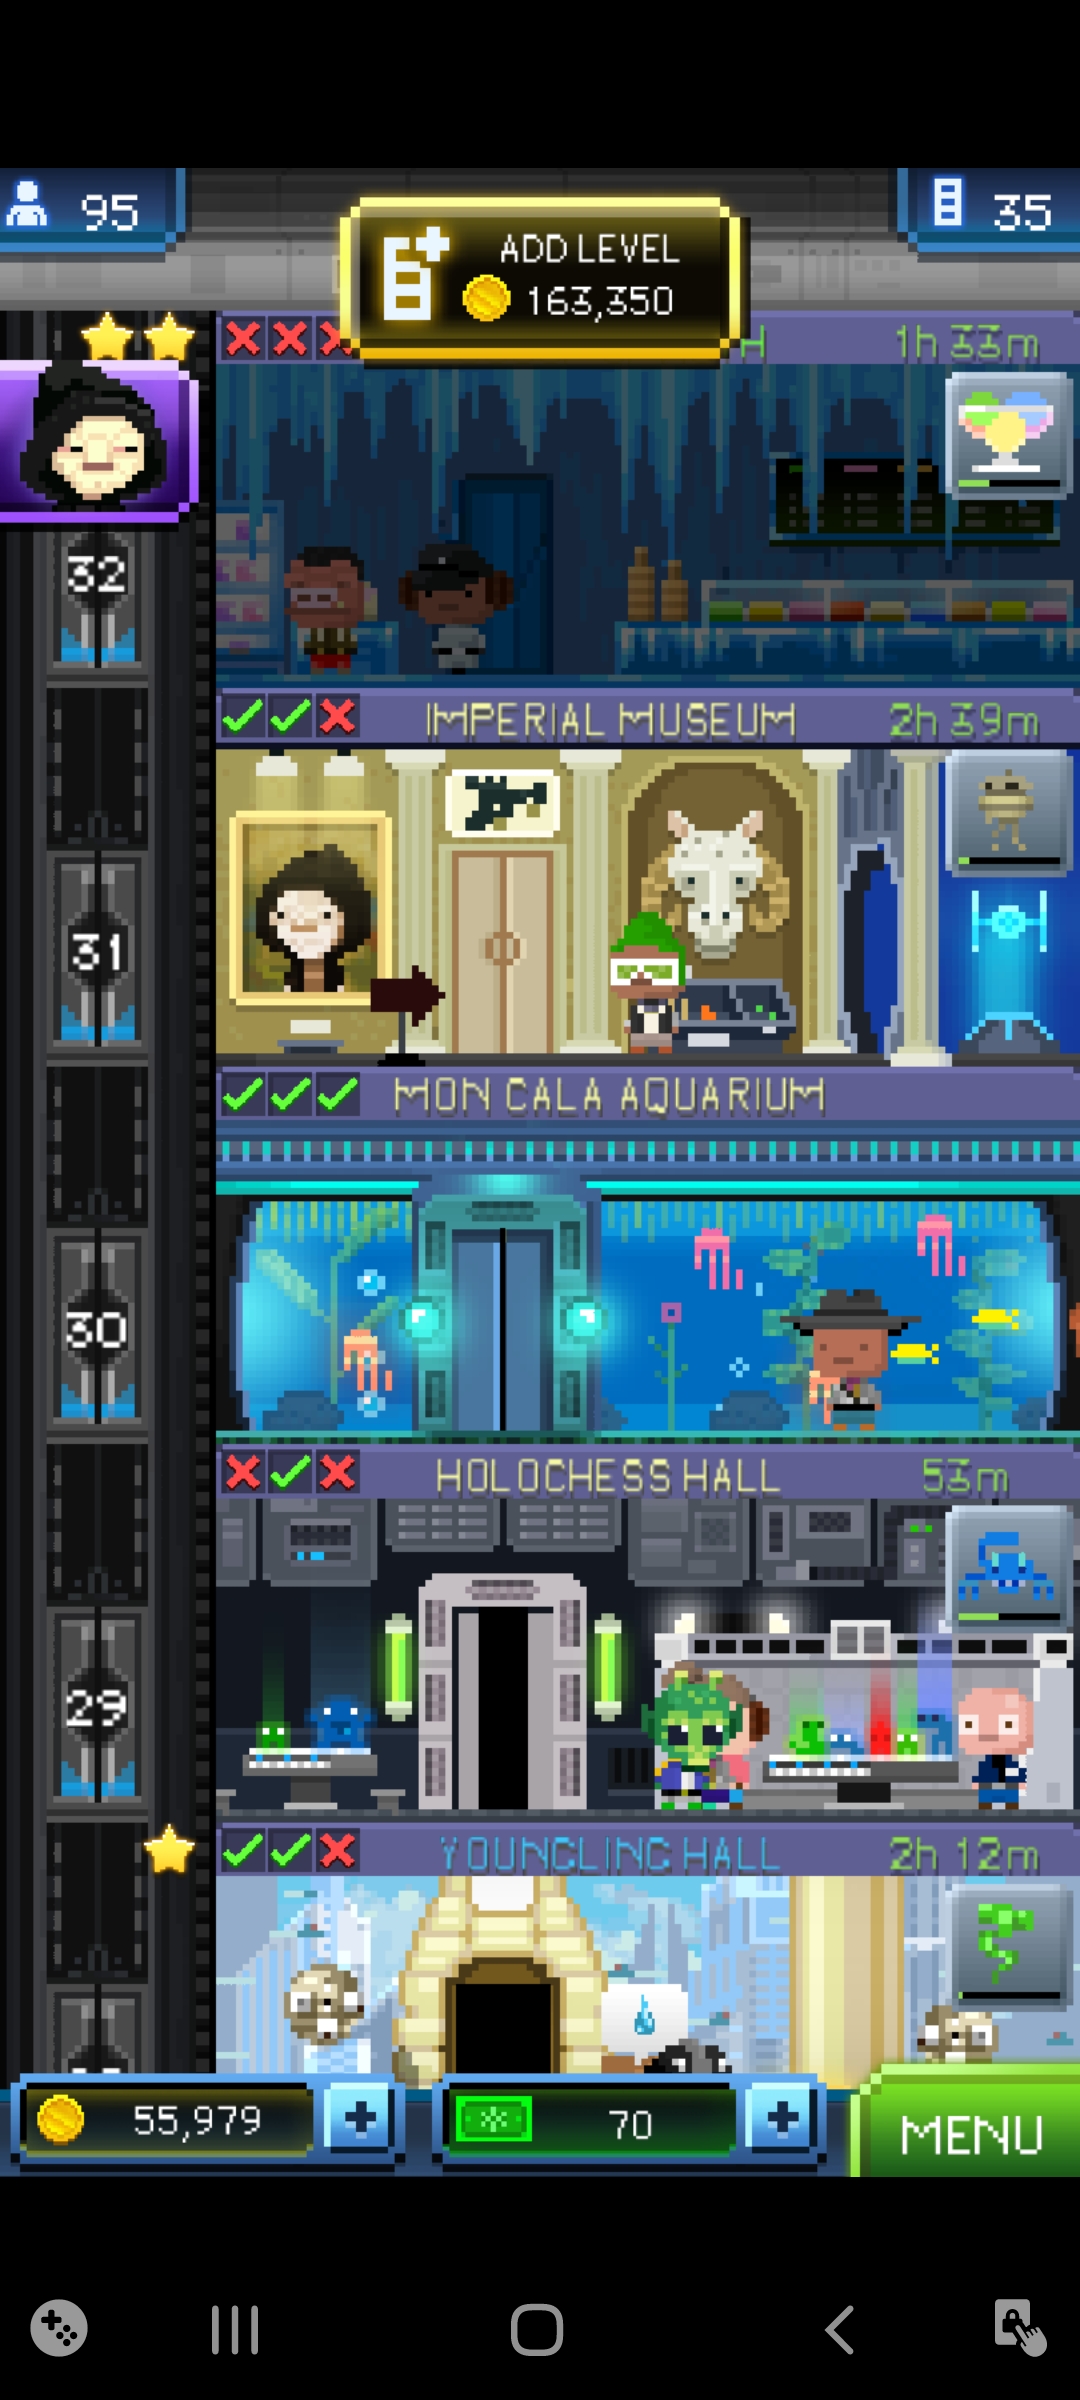 95
35
ADD LEVEL
163,350
H 1h 33m
32
IMPERIAL MUSEUM 2h 39m
31
MON CALA AQUARIUM
30
HOLOCHESS HALL 53m
29
YOUNGLING HALL 2h 12m
55,979
70
MENU